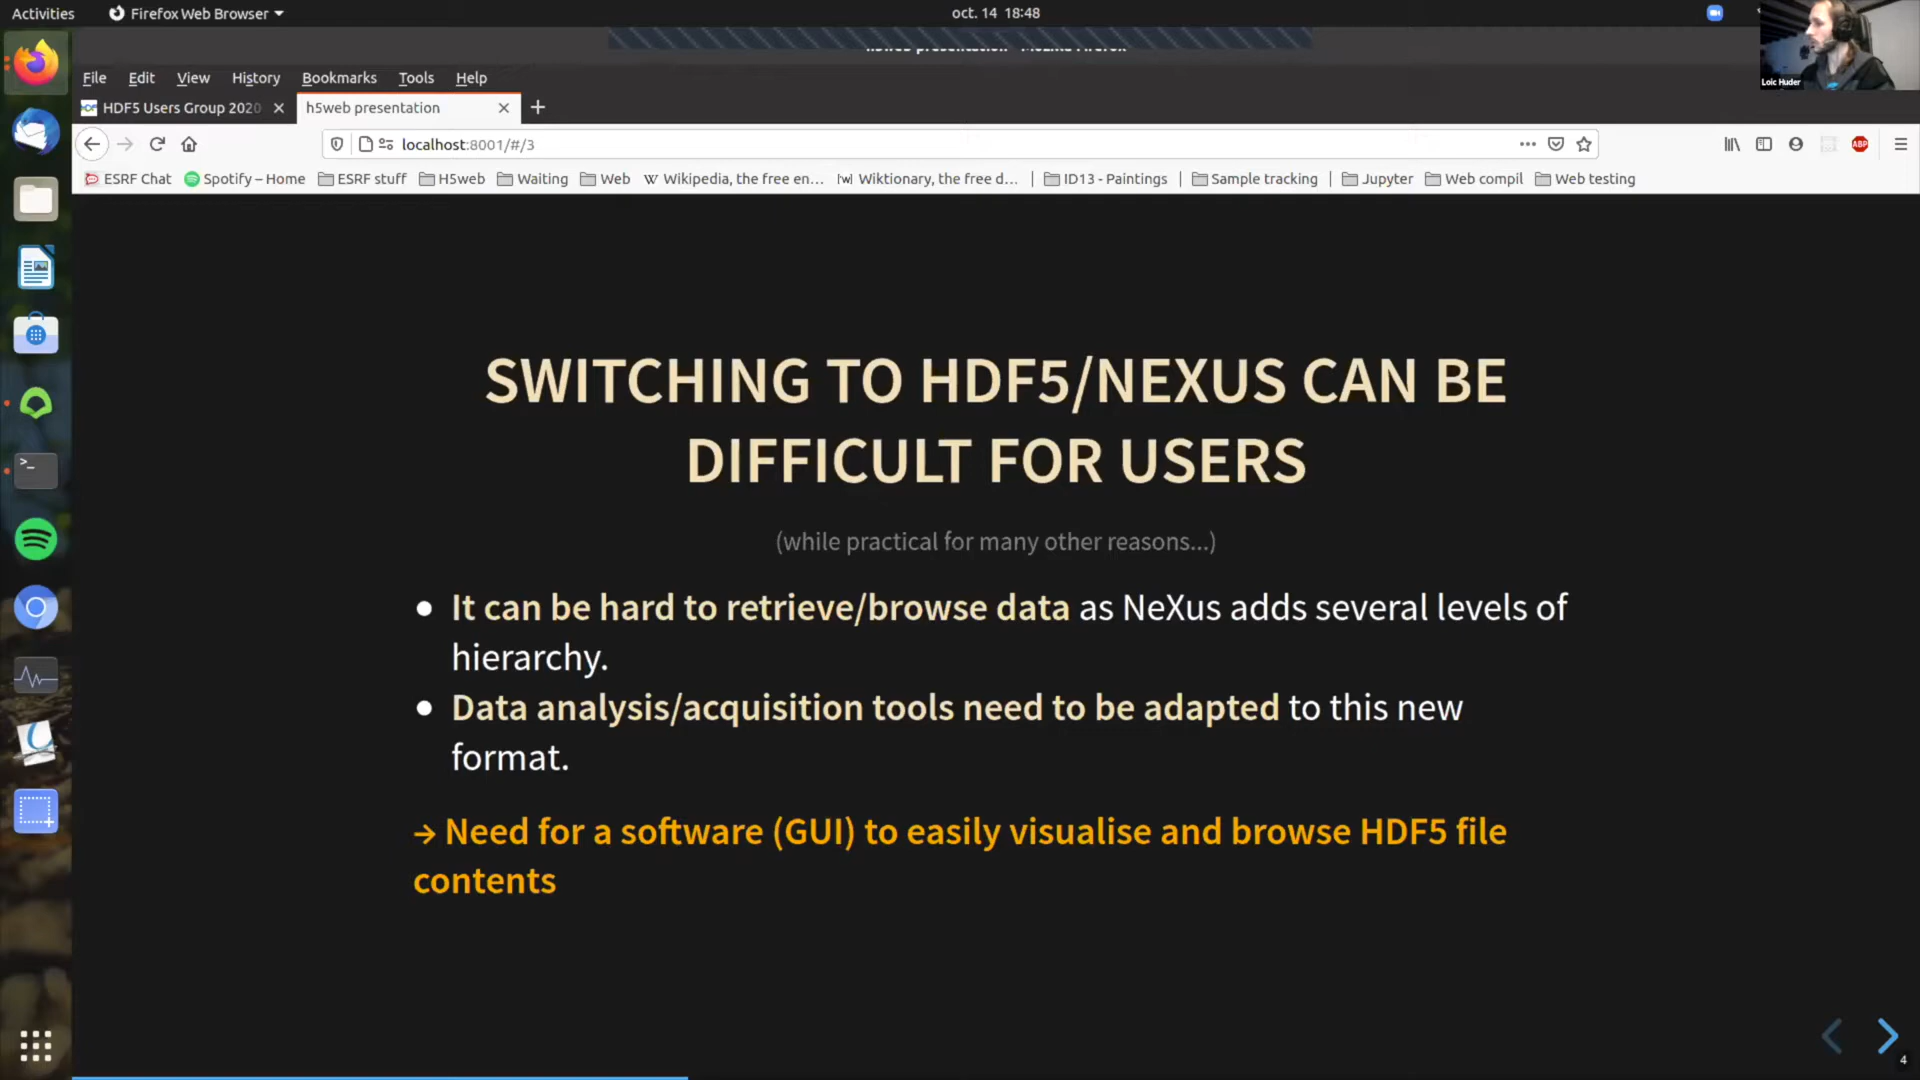 Activities
Firefox Web Browser
oct. 14 18:48
Loic Huder
File Edit View History Bookmarks Tools Help
HDF5 Users Group 2020
h5web presentation
localhost:8001/#/3
ABP
ESRF Chat
Spotify – Home
ESRF stuff
H5web
Waiting
Web
W Wikipedia, the free en...
Wiktionary, the free d...
ID13 - Paintings
Sample tracking
Jupyter
Web compil
Web testing
SWITCHING TO HDF5/NEXUS CAN BE
DIFFICULT FOR USERS
(while practical for many other reasons...)
● It can be hard to retrieve/browse data as NeXus adds several levels of
hierarchy.
● Data analysis/acquisition tools need to be adapted to this new
format.
→ Need for a software (GUI) to easily visualise and browse HDF5 file
contents
4